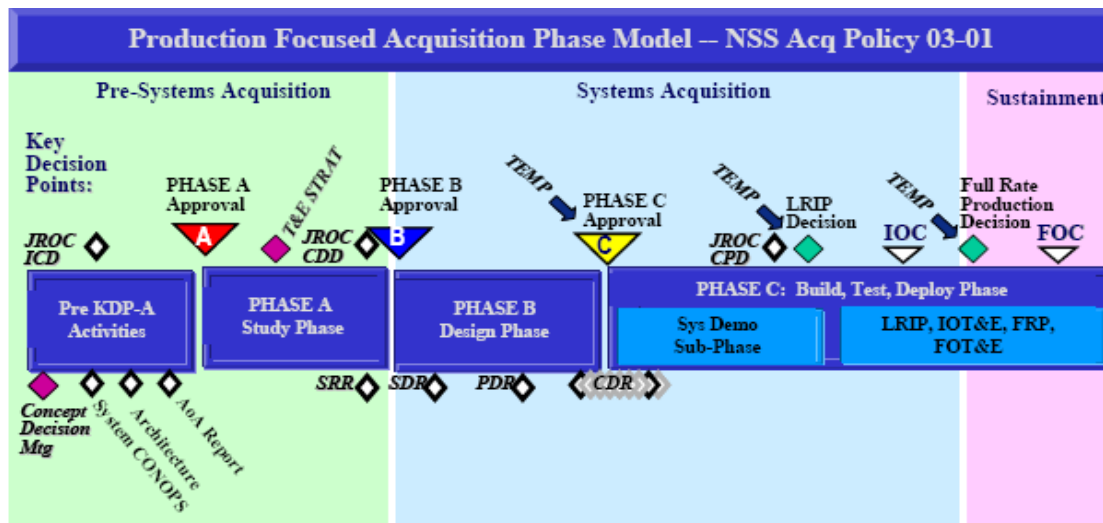 Production Focused Acquisition Phase Model -- NSS Acq Policy 03-01
Pre-Systems Acquisition
Systems Acquisition
Sustainment
Key
Decision
Points:
PHASE A
Approval
T&E STRAT
PHASE B
Approval
TEMP
PHASE C
Approval
TEMP
LRIP
Decision
TEMP
Full Rate
Production
Decision
JROC
ICD
A
JROC
CDD
B
C
JROC
CPD
IOC
FOC
Pre KDP-A
Activities
PHASE A
Study Phase
PHASE B
Design Phase
PHASE C: Build, Test, Deploy Phase
Sys Demo
Sub-Phase
LRIP, IOT&E, FRP,
FOT&E
SRR
SDR
PDR
CDR
Concept
Decision
Mtg
System CONOPS
Architecture
AoA Report